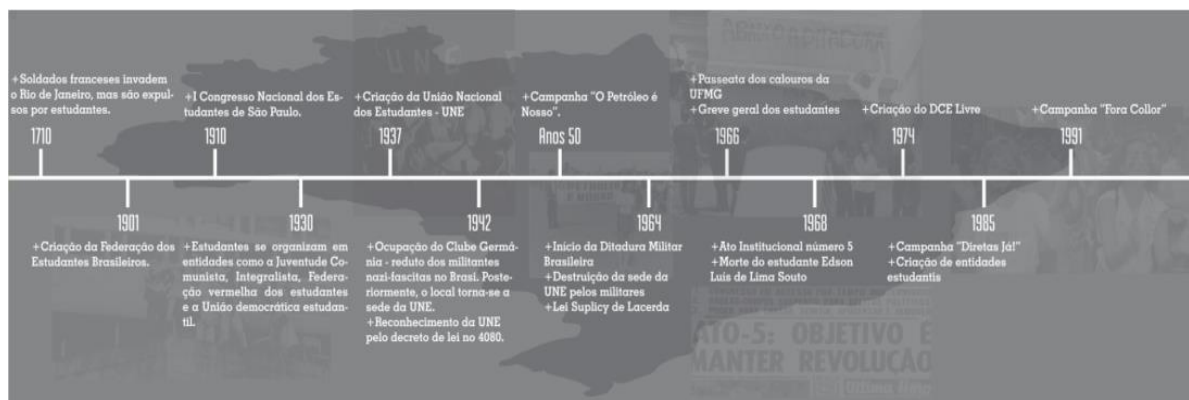 +Soldados franceses invadem
o Rio de Janeiro, mas são expul-
sos por estudantes.
1710
+Criação da Federação dos
Estudantes Brasileiros.
1901
+I Congresso Nacional dos Es-
tudantes de São Paulo.
1910
1930
+Estudantes se organizam em
entidades como a Juventude Co-
munista, Integralista, Federa-
ção vermelha dos estudantes
e a União democrática estudan-
til.
+Criação da União Nacional
dos Estudantes - UNE
1937
1942
+Ocupação do Clube Germâ-
nia - reduto dos militantes
nazi-fascitas no Brasi. Poste-
riormente, o local torna-se a
sede da UNE.
+Reconhecimento da UNE
pelo decreto de lei no 4080.
+Campanha "O Petróleo é
Nosso".
Anos 50
1964
+Início da Ditadura Militar
Brasileira
+Destruição da sede da
UNE pelos militares
+Lei Suplicy de Lacerda
+Passeata dos calouros da
UFMG
+Greve geral dos estudantes
1966
1968
+Ato Institucional número 5
+Morte do estudante Edson
Luís de Lima Souto
+Criação do DCE Livre
1974
1985
+Campanha "Diretas Já!"
+Criação de entidades
estudantis
+Campanha "Fora Collor"
1991
UNE
ABAIXO A DITADURA
ATO-5: OBJETIVO É
MANTER REVOLUÇÃO
Última Hora